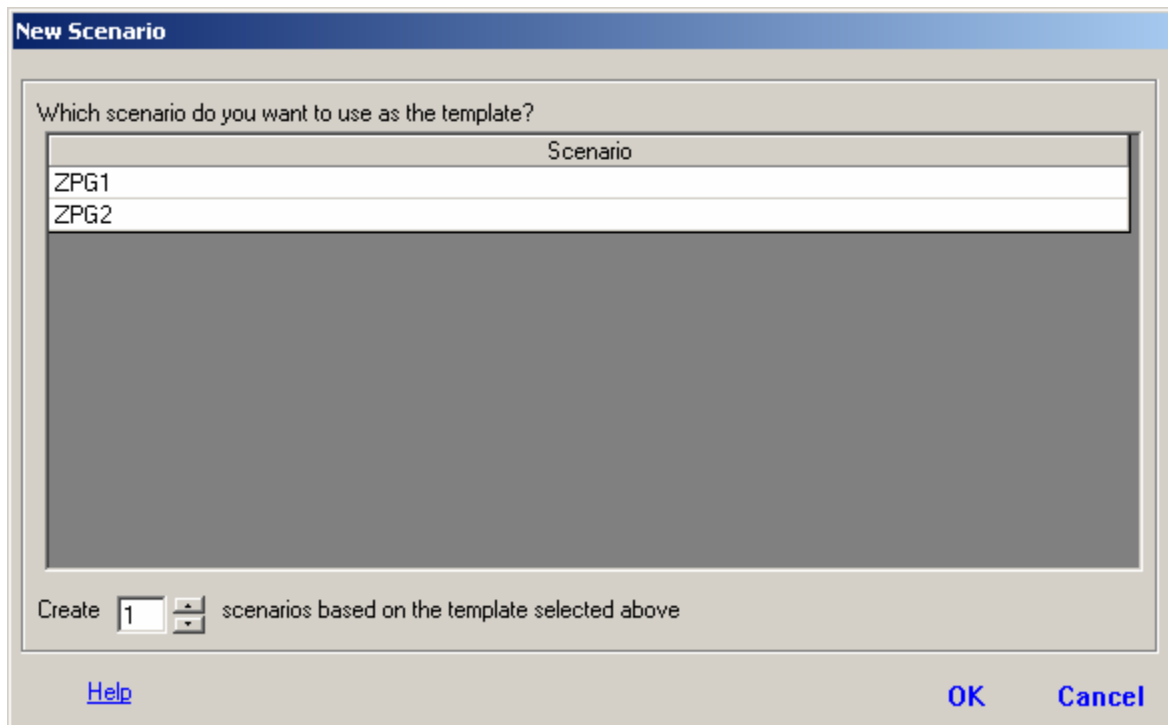 New Scenario
Which scenario do you want to use as the template?
Scenario
ZPG1
ZPG2
Create 1 scenarios based on the template selected above
Help OK Cancel